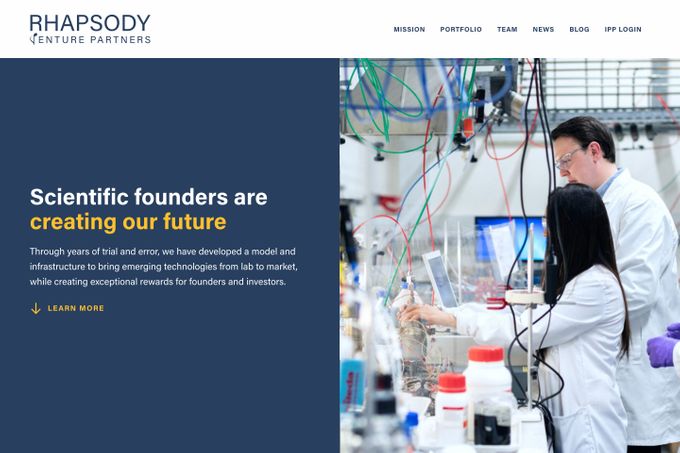 RHAPSODY
VENTURE PARTNERS
MISSION PORTFOLIO TEAM NEWS BLOG IPP LOGIN
Scientific founders are
creating our future
Through years of trial and error, we have developed a model and
infrastructure to bring emerging technologies from lab to market,
while creating exceptional rewards for founders and investors.
LEARN MORE